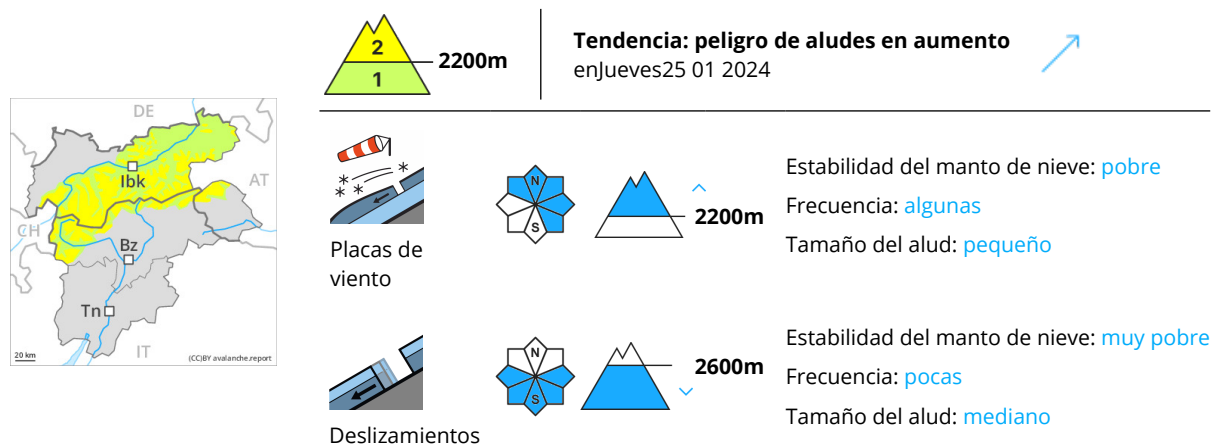 2
1
2200m
Tendencia: peligro de aludes en aumento
enJueves25 01 2024
DE
AT
Ibk
CH
Bz
Tn
IT
20 km
(CC)BY avalanche.report
Placas de
viento
N
S
2200m
Estabilidad del manto de nieve: pobre
Frecuencia: algunas
Tamaño del alud: pequeño
Deslizamientos
N
S
2600m
Estabilidad del manto de nieve: muy pobre
Frecuencia: pocas
Tamaño del alud: mediano